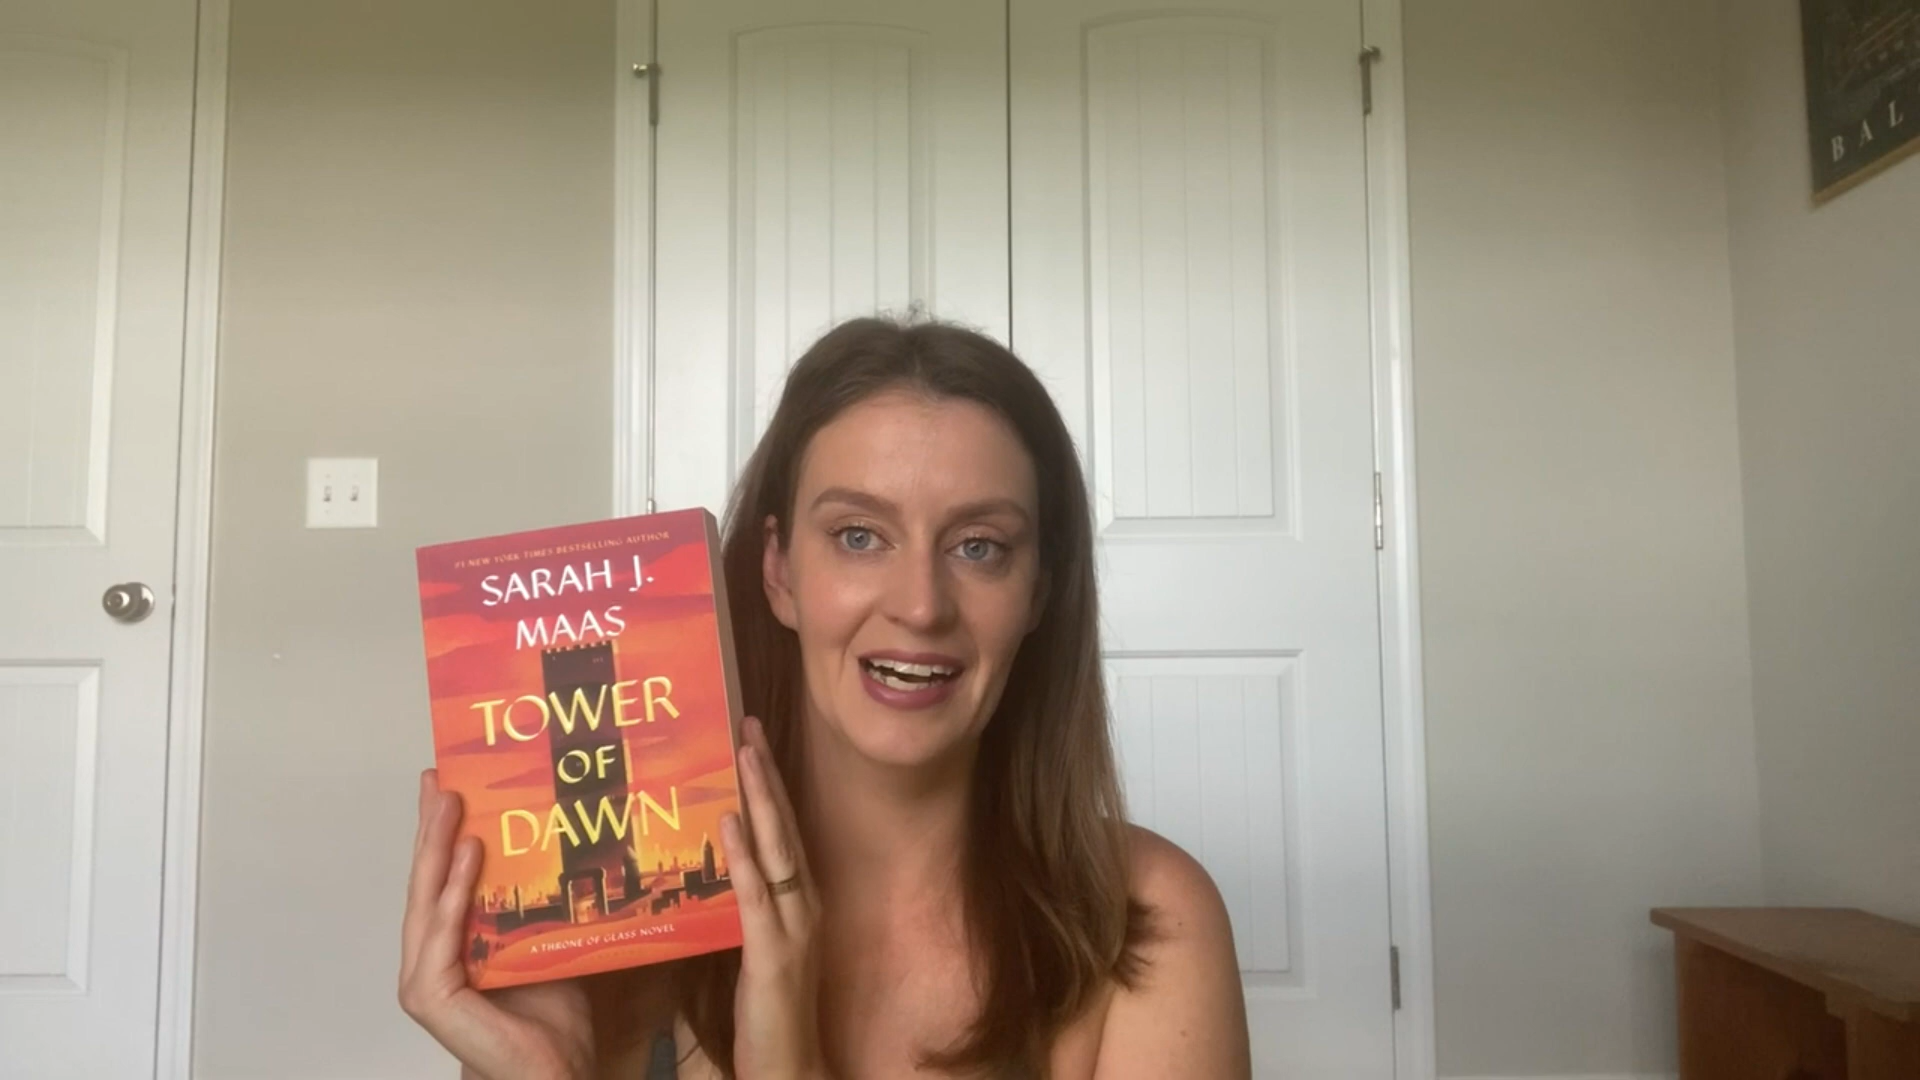 #1 NEW YORK TIMES BESTSELLING AUTHOR
SARAH J.
MAAS
TOWER
OF
DAWN
A THRONE OF GLASS NOVEL
BAL